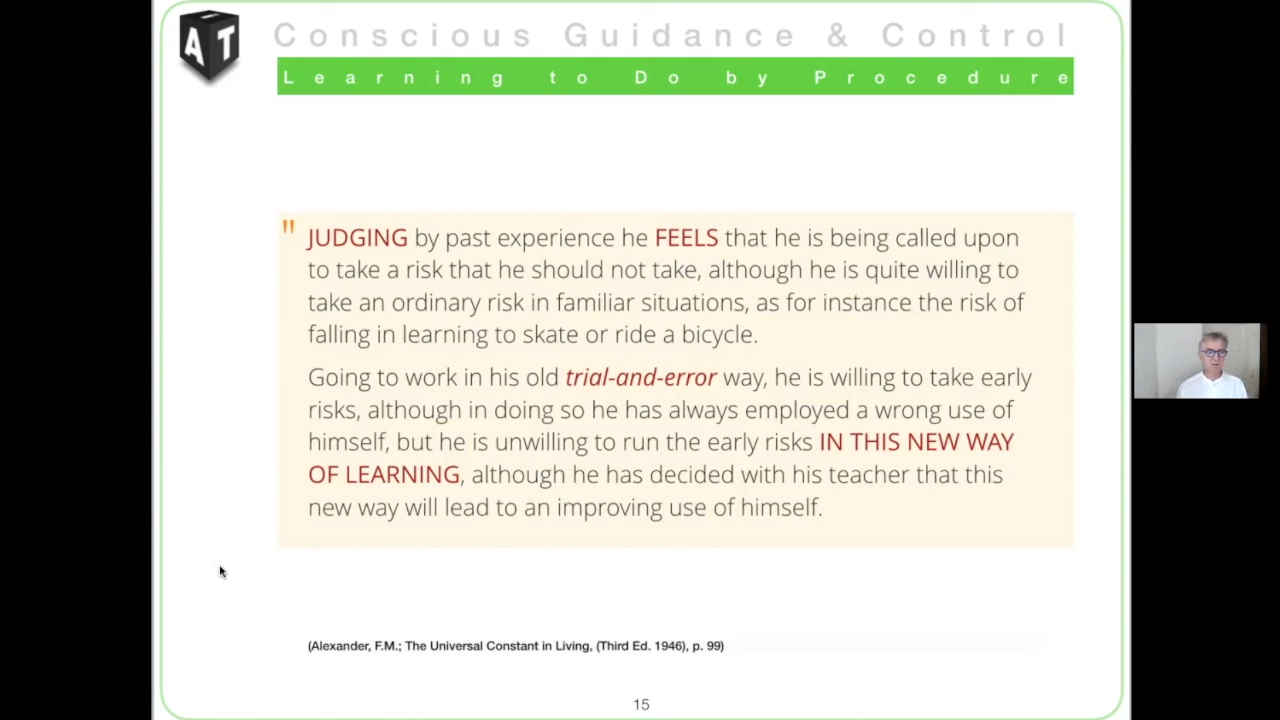 AT
Conscious Guidance & Control
Learning to Do by Procedure
" JUDGING by past experience he FEELS that he is being called upon
to take a risk that he should not take, although he is quite willing to
take an ordinary risk in familiar situations, as for instance the risk of
falling in learning to skate or ride a bicycle.
Going to work in his old trial-and-error way, he is willing to take early
risks, although in doing so he has always employed a wrong use of
himself, but he is unwilling to run the early risks IN THIS NEW WAY
OF LEARNING, although he has decided with his teacher that this
new way will lead to an improving use of himself.
(Alexander, F.M.; The Universal Constant in Living, (Third Ed. 1946), p. 99)
15